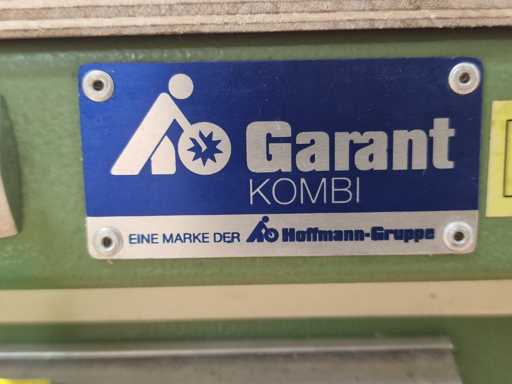 Garant
KOMBI
EINE MARKE DER Hoffmann-Gruppe